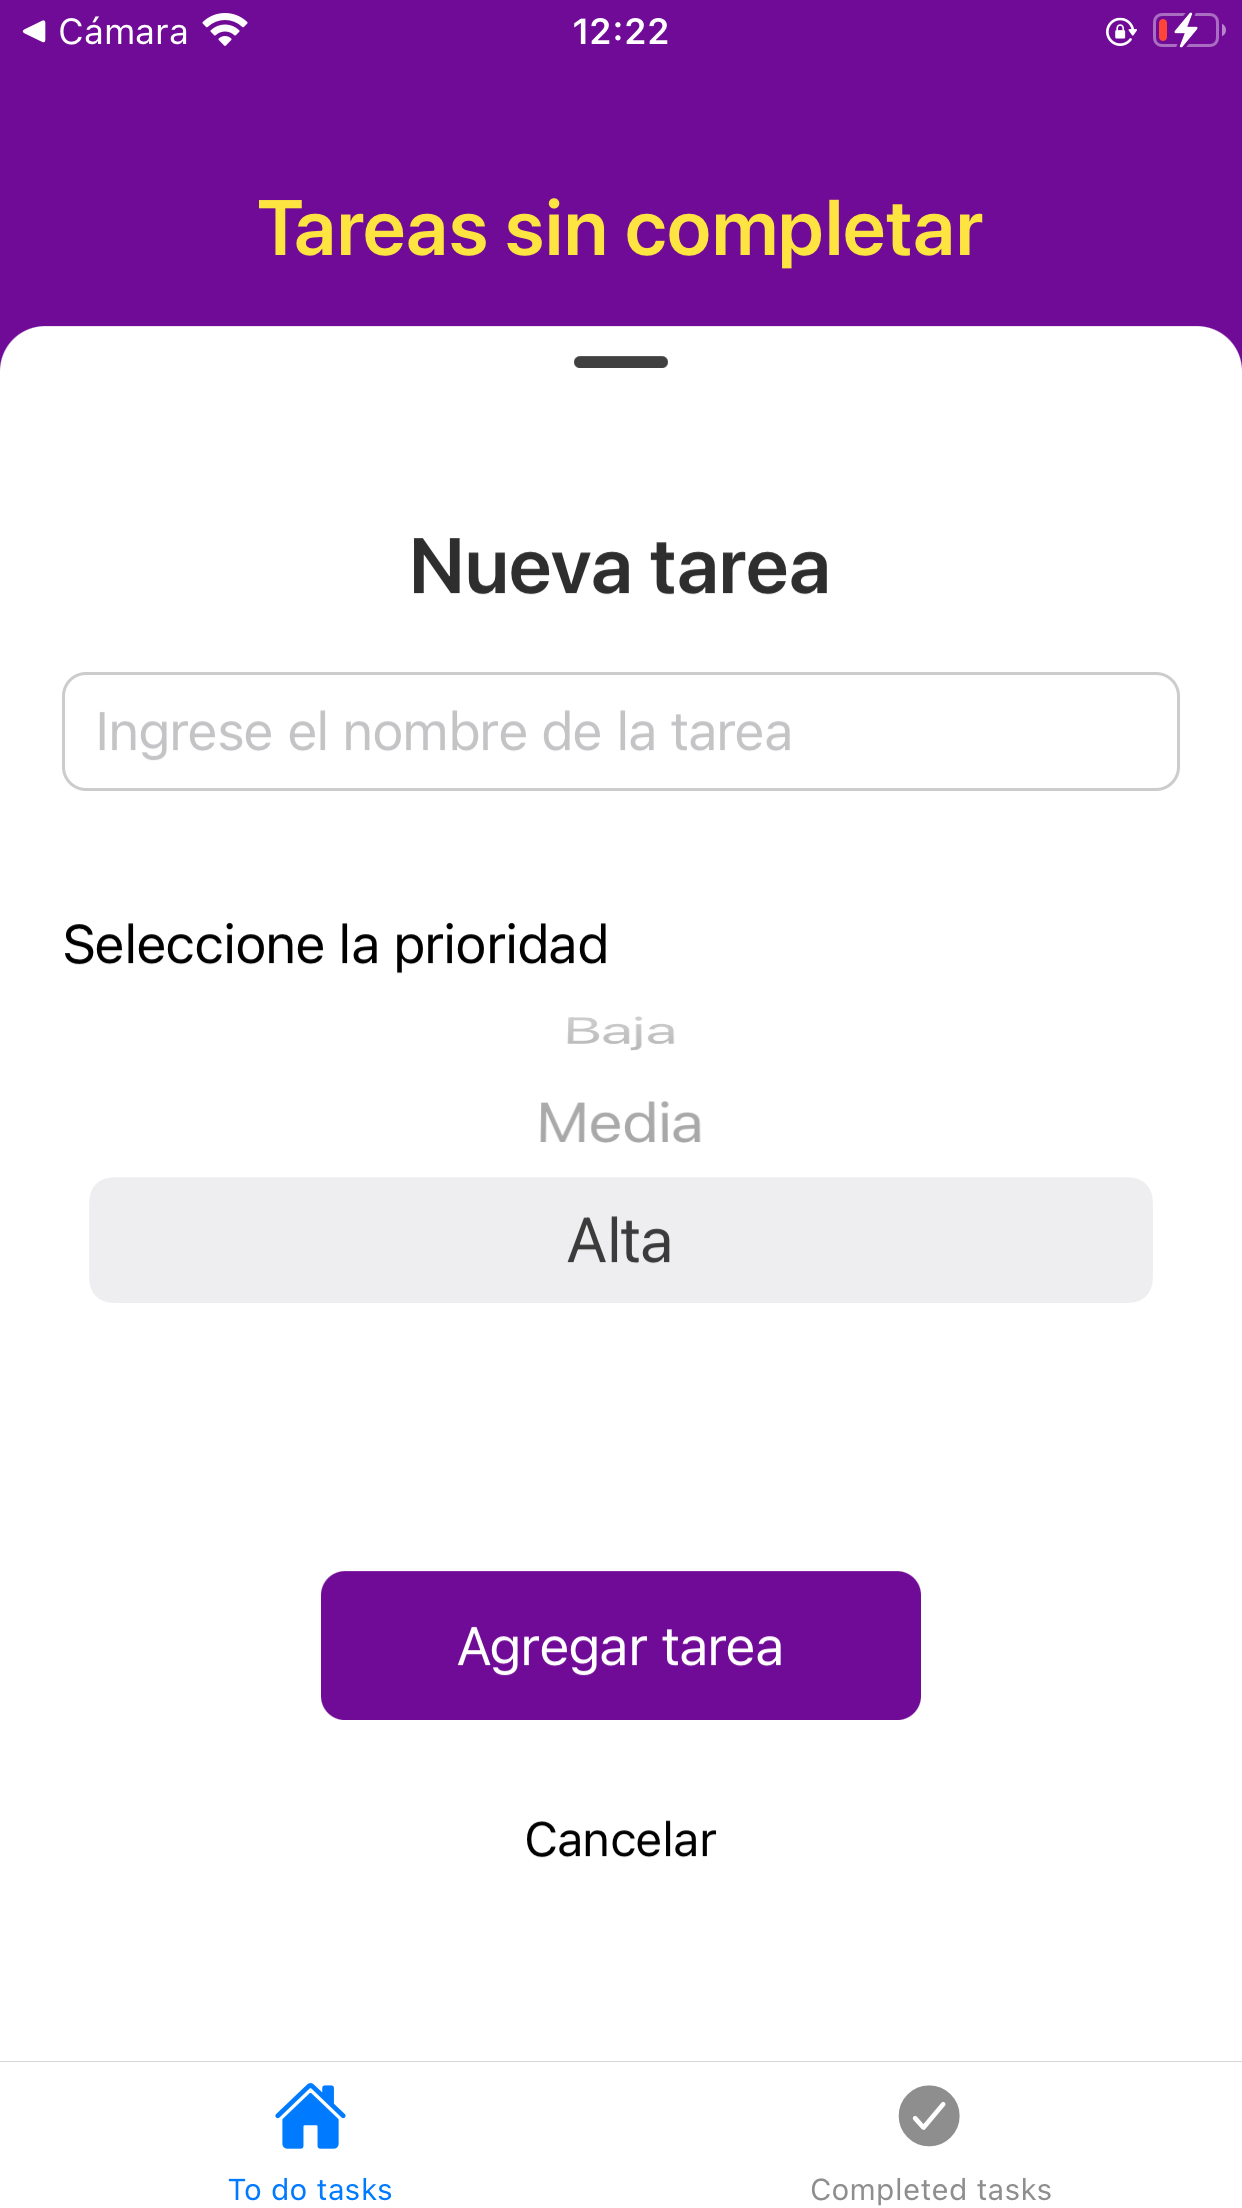 Cámara
12:22
Tareas sin completar
Nueva tarea
Ingrese el nombre de la tarea
Seleccione la prioridad
Baja
Media
Alta
Agregar tarea
Cancelar
To do tasks
Completed tasks